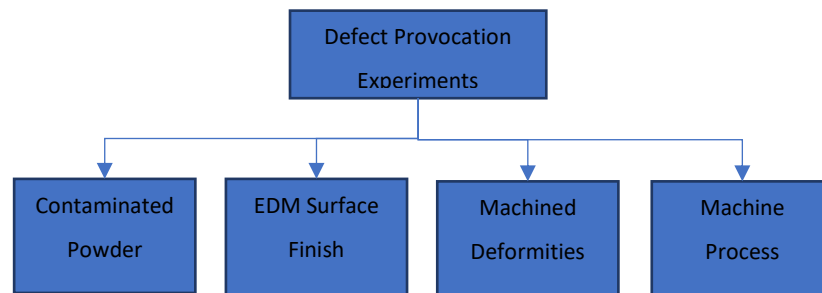 Defect Provocation
Experiments
Contaminated
Powder
EDM Surface
Finish
Machined
Deformities
Machine
Process